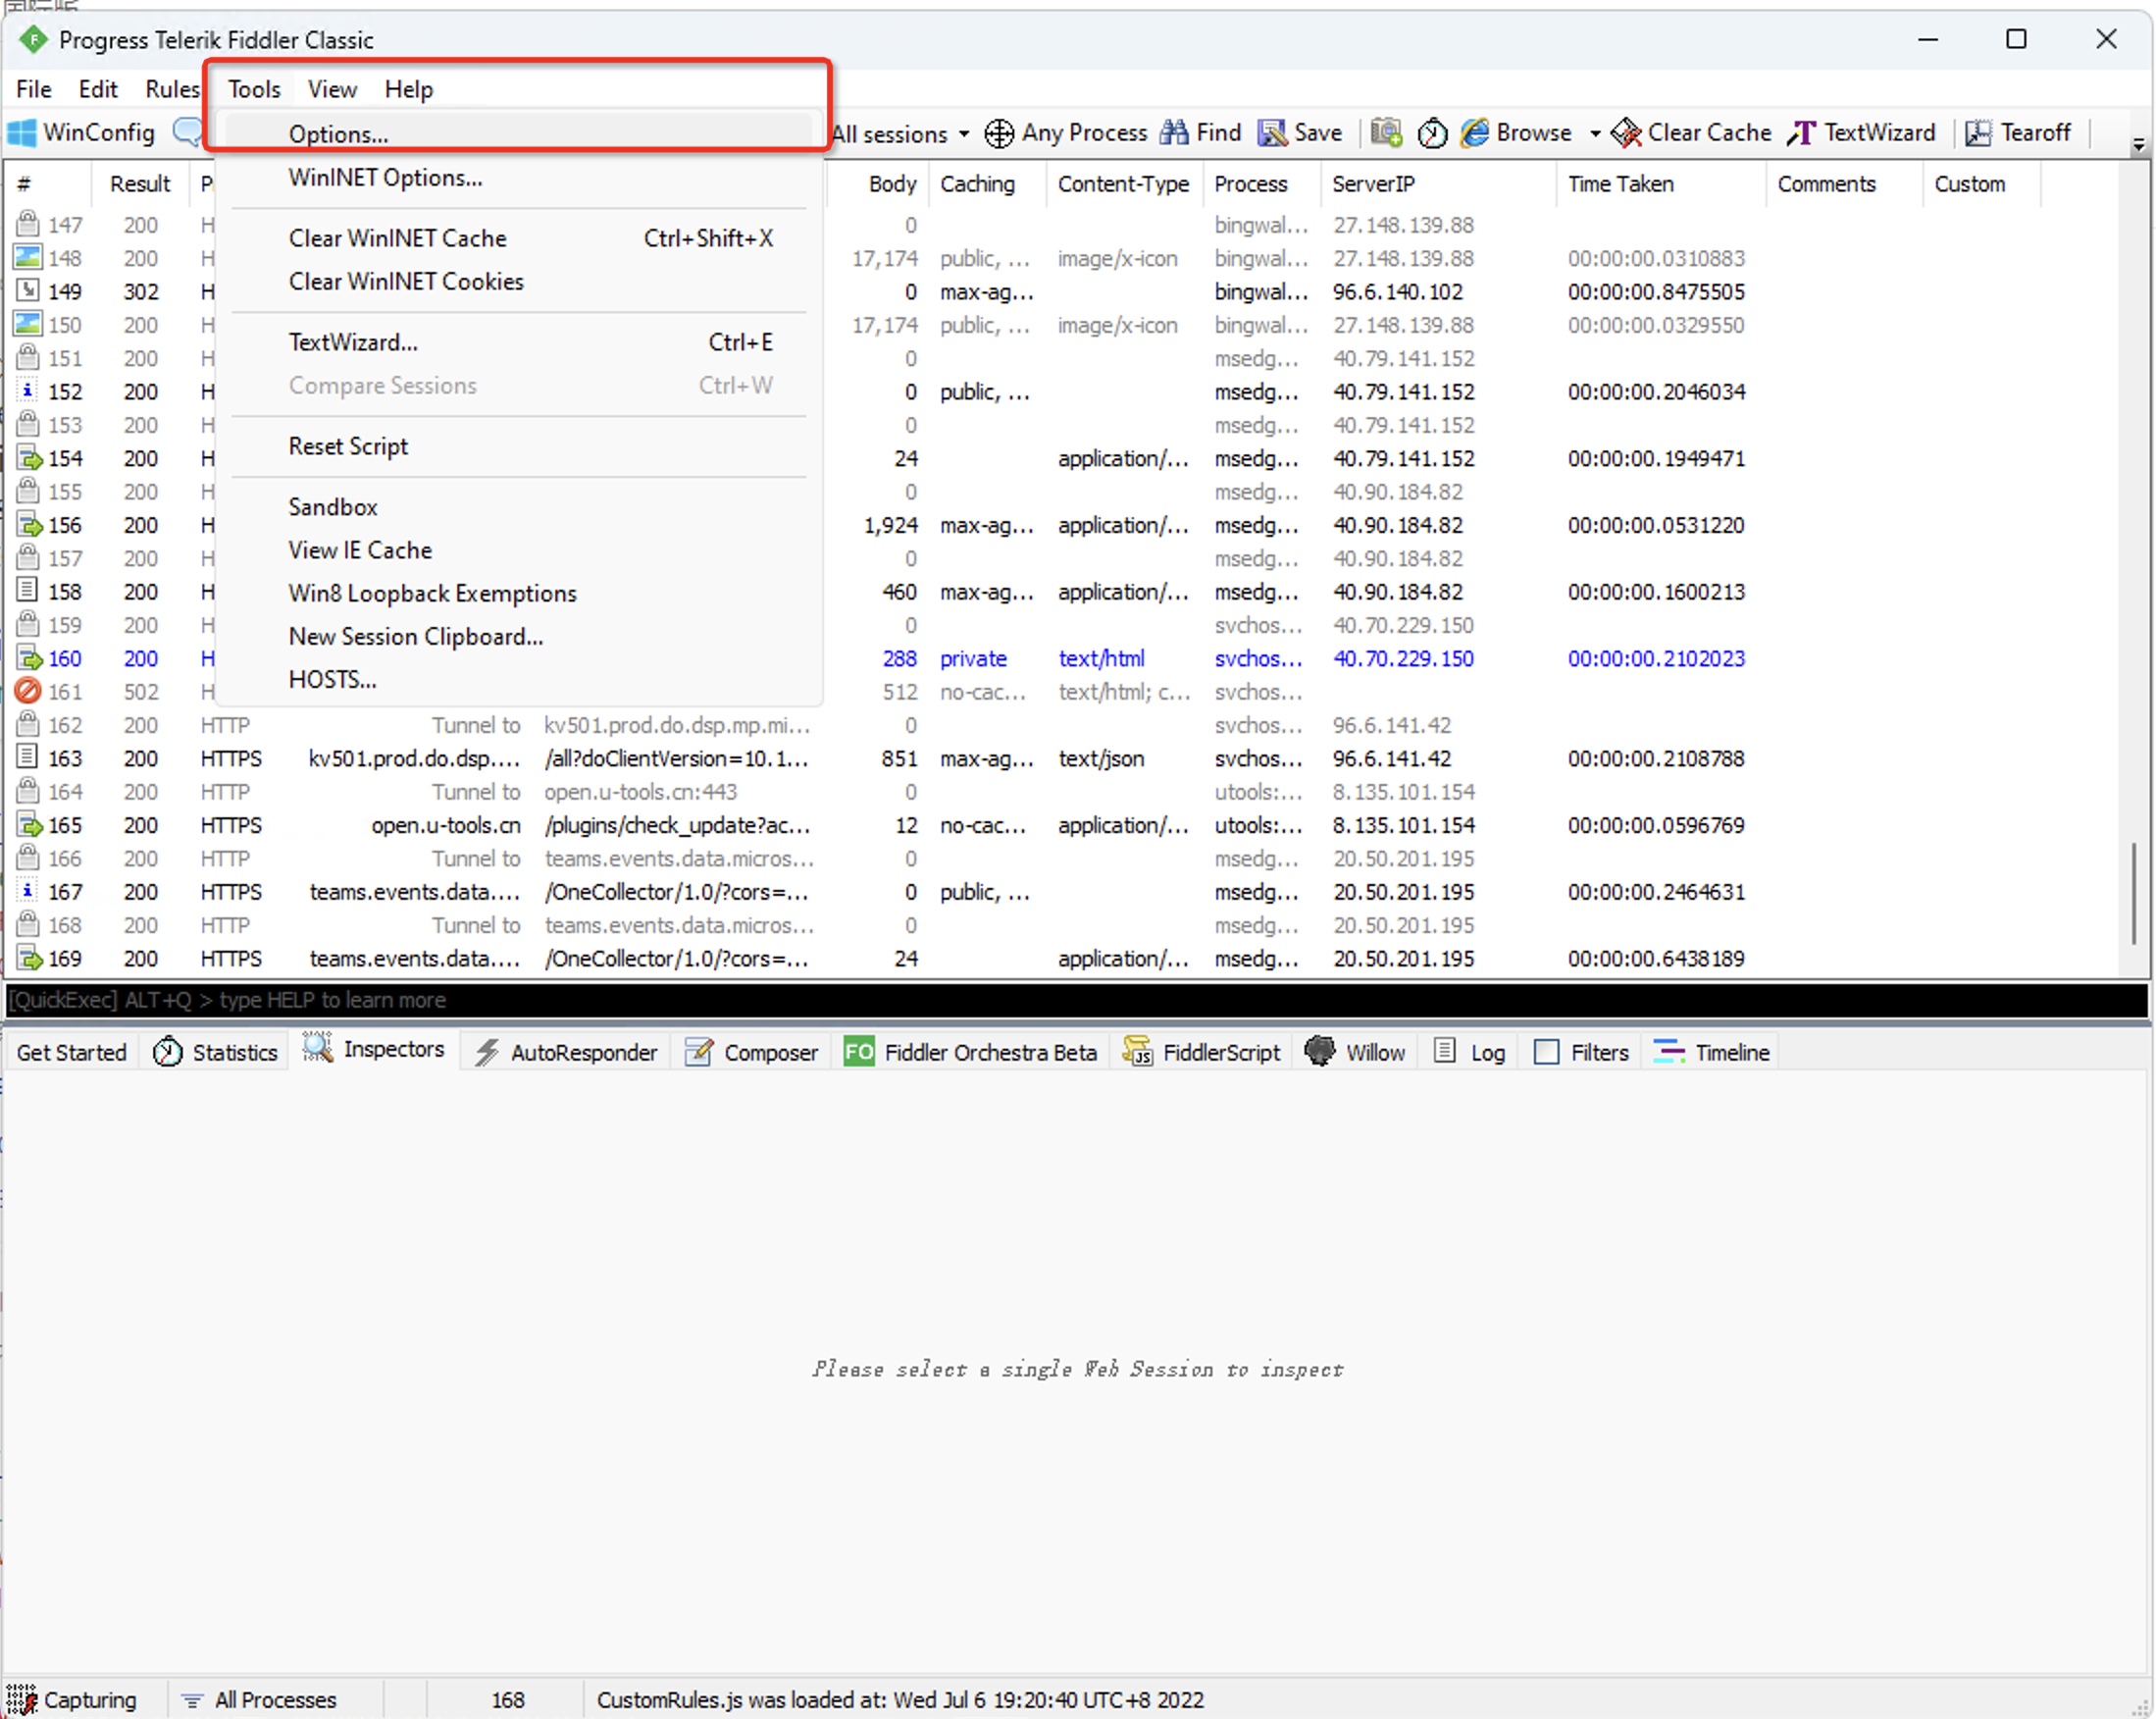 Progress Telerik Fiddler Classic
File Edit Rules Tools View Help
WinConfig All sessions Any Process Find Save Browse Clear Cache TextWizard Tearoff
Options...
WinINET Options...
Clear WinINET Cache Ctrl+Shift+X
Clear WinINET Cookies
TextWizard... Ctrl+E
Compare Sessions Ctrl+W
Reset Script
Sandbox
View IE Cache
Win8 Loopback Exemptions
New Session Clipboard...
HOSTS...
# Result Body Caching Content-Type Process ServerIP Time Taken Comments Custom
147 200 H 0 bingwal... 27.148.139.88
148 200 H 17,174 public, ... image/x-icon bingwal... 27.148.139.88 00:00:00.0310883
149 302 H 0 max-ag... bingwal... 96.6.140.102 00:00:00.8475505
150 200 H 17,174 public, ... image/x-icon bingwal... 27.148.139.88 00:00:00.0329550
151 200 H 0 msedg... 40.79.141.152
152 200 H 0 public, ... msedg... 40.79.141.152 00:00:00.2046034
153 200 H 0 msedg... 40.79.141.152
154 200 H 24 application/... msedg... 40.79.141.152 00:00:00.1949471
155 200 H 0 msedg... 40.90.184.82
156 200 H 1,924 max-ag... application/... msedg... 40.90.184.82 00:00:00.0531220
157 200 H 0 msedg... 40.90.184.82
158 200 H 460 max-ag... application/... msedg... 40.90.184.82 00:00:00.1600213
159 200 H 0 svchos... 40.70.229.150
160 200 H 288 private text/html svchos... 40.70.229.150 00:00:00.2102023
161 502 H 512 no-cac... text/html; c... svchos...
162 200 HTTP Tunnel to kv501.prod.do.dsp.mp.mi... 0 svchos... 96.6.141.42
163 200 HTTPS kv501.prod.do.dsp.... /all?doClientVersion=10.1... 851 max-ag... text/json svchos... 96.6.141.42 00:00:00.2108788
164 200 HTTP Tunnel to open.u-tools.cn:443 0 utools:... 8.135.101.154
165 200 HTTPS open.u-tools.cn /plugins/check_update?ac... 12 no-cac... application/... utools:... 8.135.101.154 00:00:00.0596769
166 200 HTTP Tunnel to teams.events.data.micros... 0 msedg... 20.50.201.195
167 200 HTTPS teams.events.data.... /OneCollector/1.0/?cors=... 0 public, ... msedg... 20.50.201.195 00:00:00.2464631
168 200 HTTP Tunnel to teams.events.data.micros... 0 msedg... 20.50.201.195
169 200 HTTPS teams.events.data.... /OneCollector/1.0/?cors=... 24 application/... msedg... 20.50.201.195 00:00:00.6438189
[QuickExec] ALT+Q > type HELP to learn more
Get Started Statistics Inspectors AutoResponder Composer FO Fiddler Orchestra Beta FiddlerScript Willow Log Filters Timeline
Please select a single Web Session to inspect
Capturing All Processes 168 CustomRules.js was loaded at: Wed Jul 6 19:20:40 UTC+8 2022